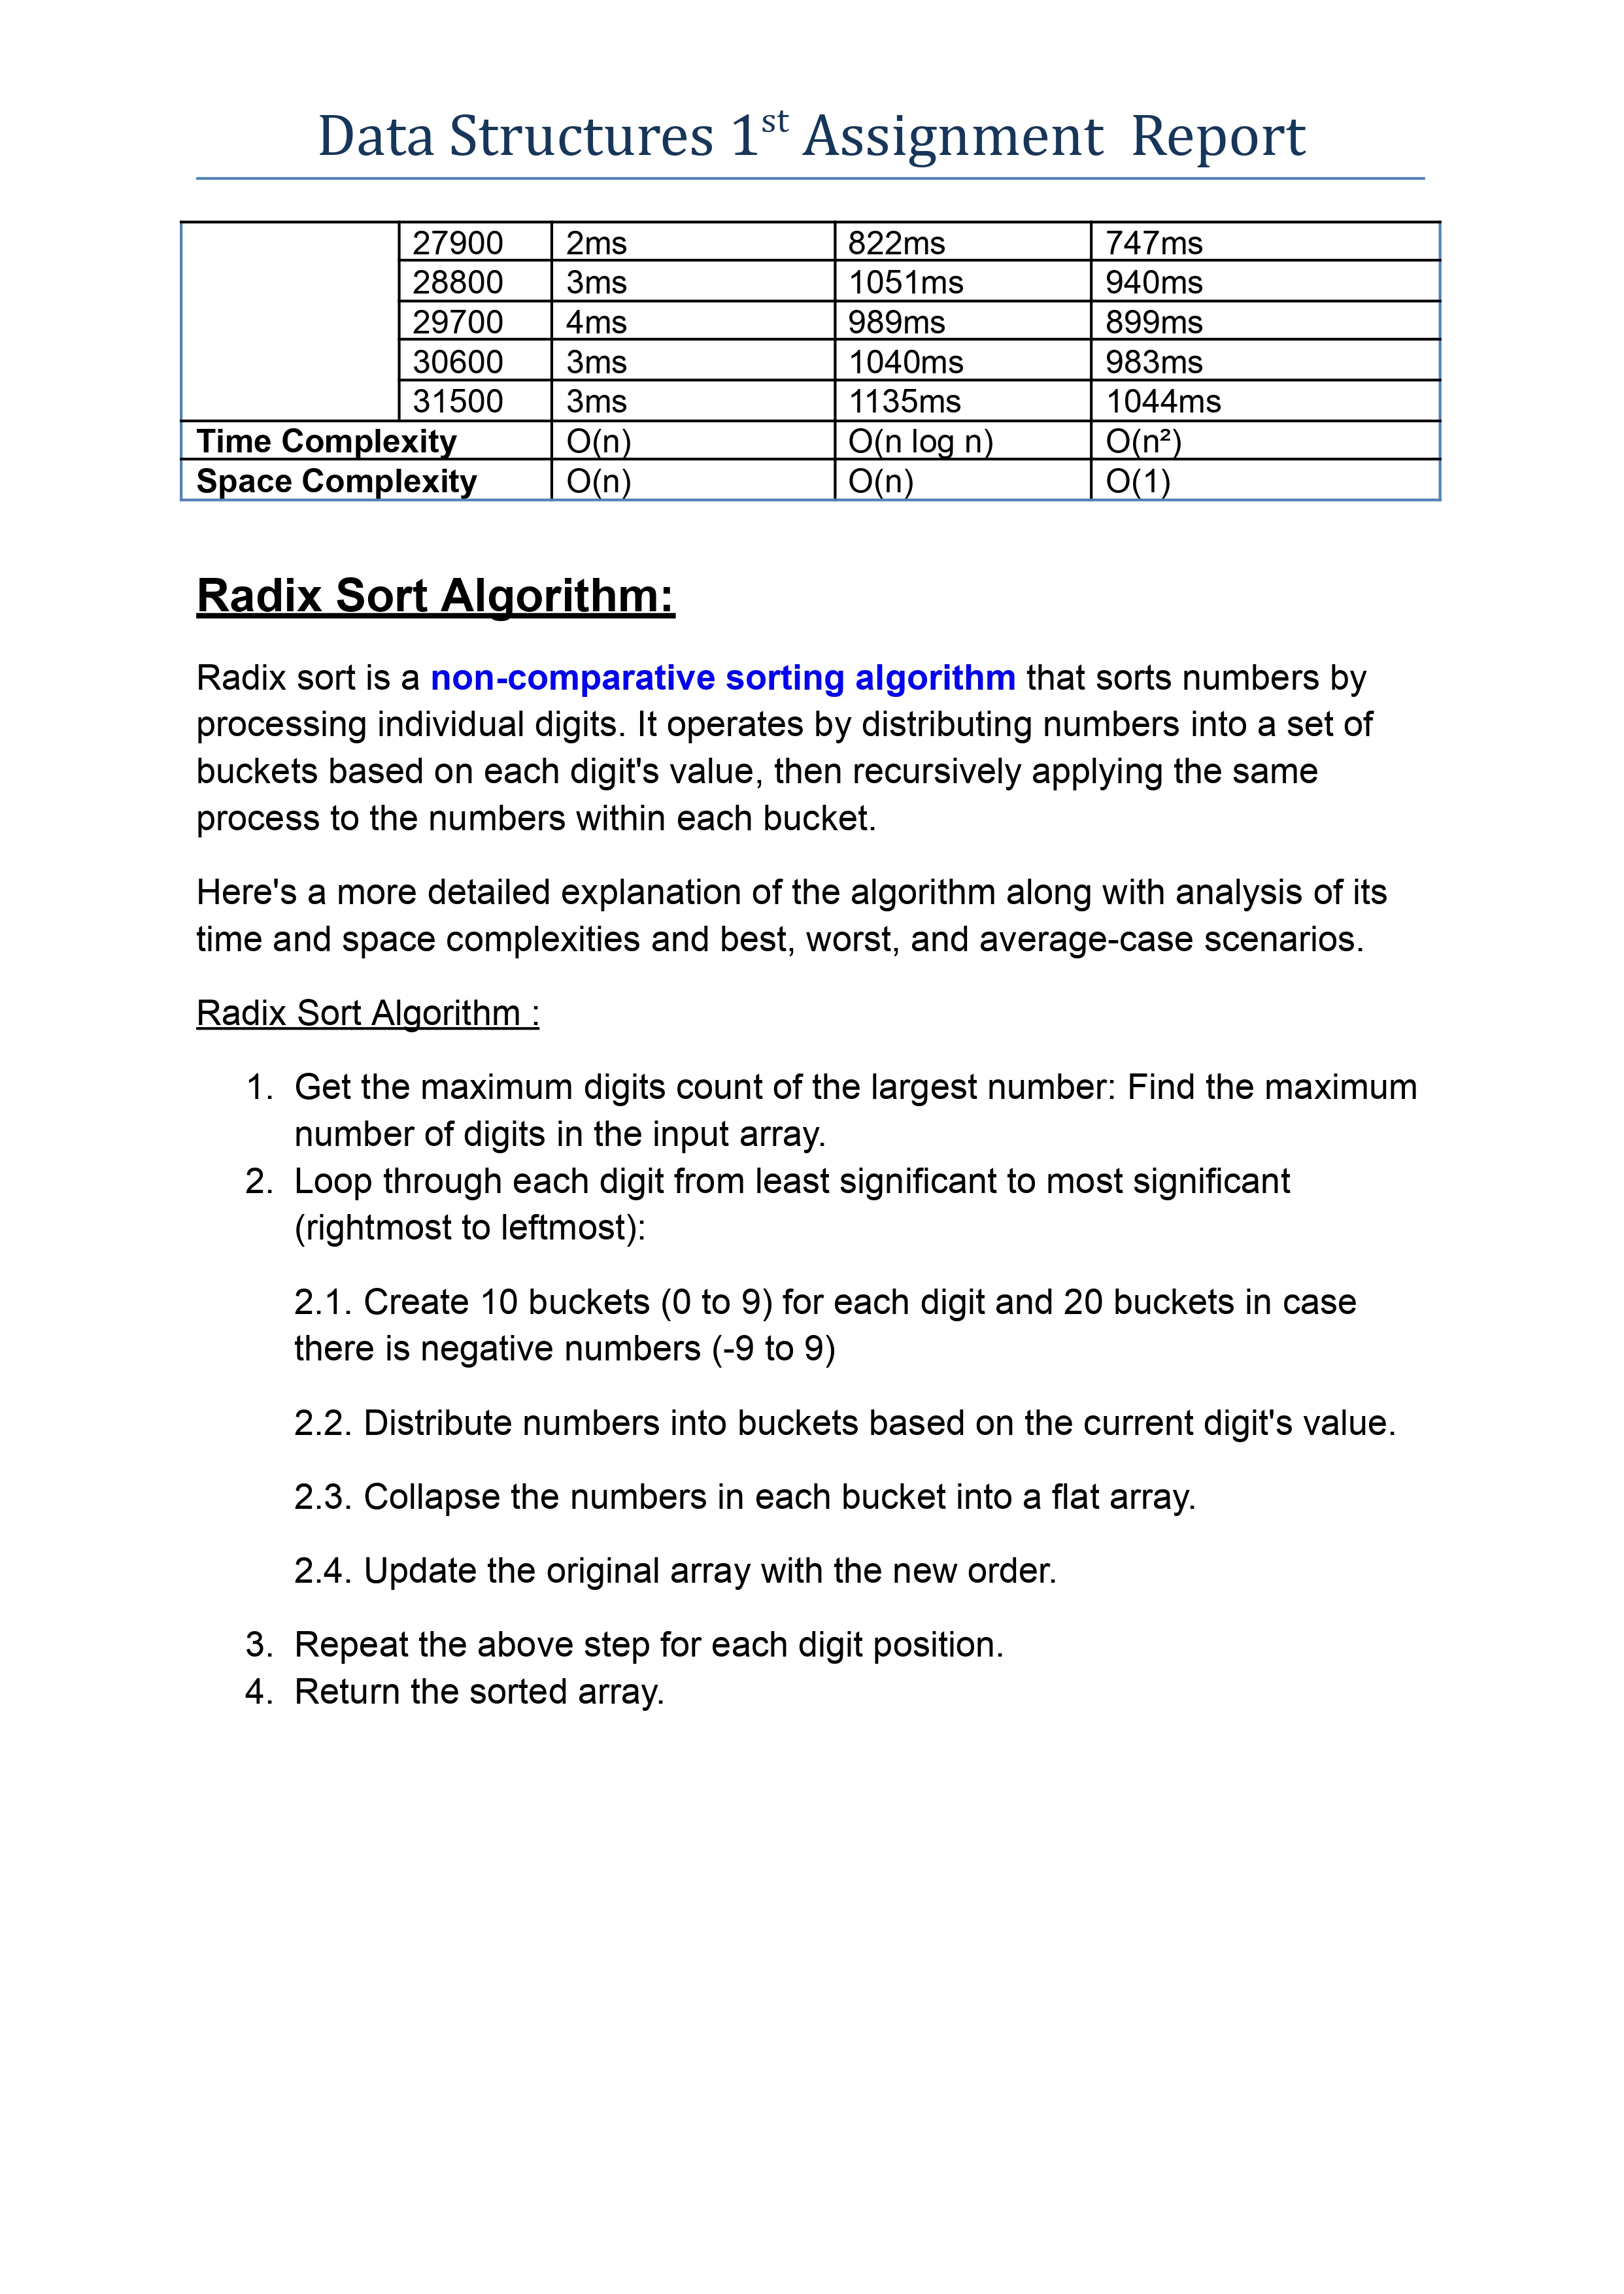 Data Structures 1st Assignment  Report
27900 2ms 822ms 747ms
28800 3ms 1051ms 940ms
29700 4ms 989ms 899ms
30600 3ms 1040ms 983ms
31500 3ms 1135ms 1044ms
Time Complexity O(n) O(n log n) O(n²)
Space Complexity O(n) O(n) O(1)
Radix Sort Algorithm:
Radix sort is a non-comparative sorting algorithm that sorts numbers by
processing individual digits. It operates by distributing numbers into a set of
buckets based on each digit's value, then recursively applying the same
process to the numbers within each bucket.
Here's a more detailed explanation of the algorithm along with analysis of its
time and space complexities and best, worst, and average-case scenarios.
Radix Sort Algorithm :
1. Get the maximum digits count of the largest number: Find the maximum
number of digits in the input array.
2. Loop through each digit from least significant to most significant
(rightmost to leftmost):
2.1. Create 10 buckets (0 to 9) for each digit and 20 buckets in case
there is negative numbers (-9 to 9)
2.2. Distribute numbers into buckets based on the current digit's value.
2.3. Collapse the numbers in each bucket into a flat array.
2.4. Update the original array with the new order.
3. Repeat the above step for each digit position.
4. Return the sorted array.